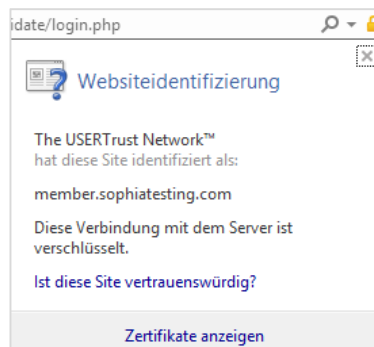 idate/login.php
Websiteidentifizierung
The USERTrust Network™
hat diese Site identifiziert als:
member.sophiatesting.com
Diese Verbindung mit dem Server ist
verschlüsselt.
Ist diese Site vertrauenswürdig?
Zertifikate anzeigen